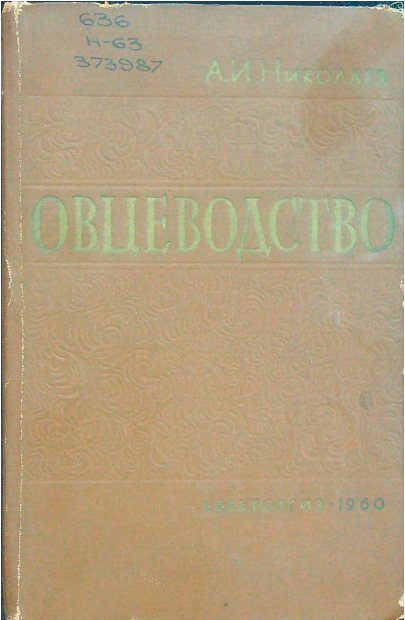 636
Н-63
373987
А.И.Николаев
ОВЦЕВОДСТВО
СЕЛЬХОЗГИЗ-1960